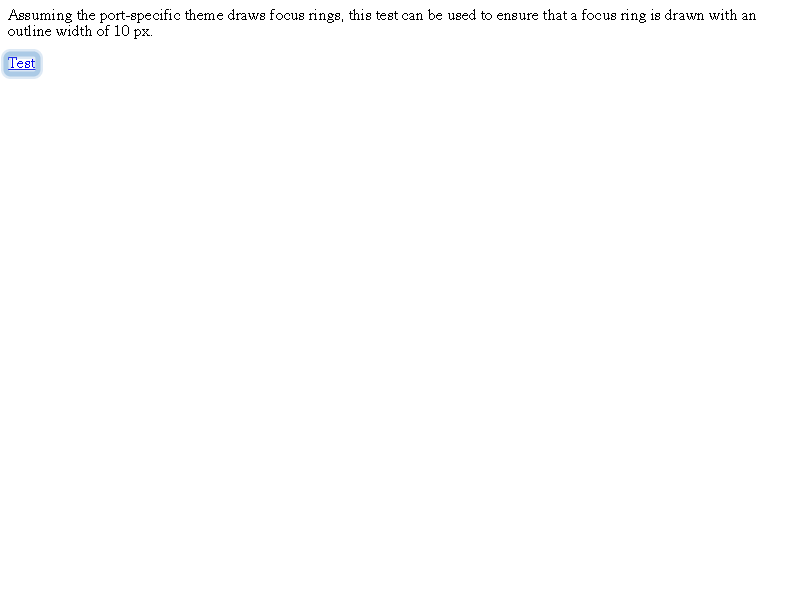 Assuming the port-specific theme draws focus rings, this test can be used to ensure that a focus ring is drawn with an
outline width of 10 px.
Test